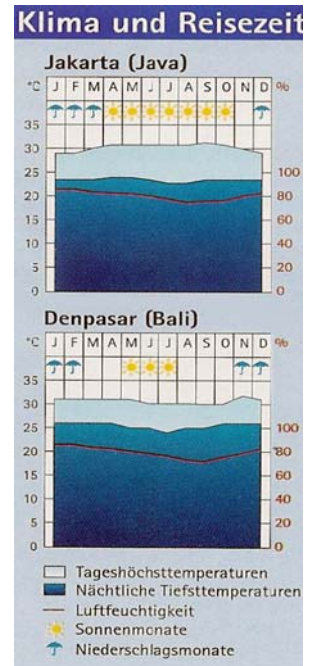 Klima und Reisezeit
Jakarta (Java)
°C J F M A M J J A S O N D %
35
30
25
20
15
10
5
0
100
80
60
40
20
0
Denpasar (Bali)
°C J F M A M J J A S O N D %
35
30
25
20
15
10
5
0
100
80
60
40
20
0
Tageshöchsttemperaturen
Nächtliche Tiefsttemperaturen
Luftfeuchtigkeit
Sonnenmonate
Niederschlagsmonate